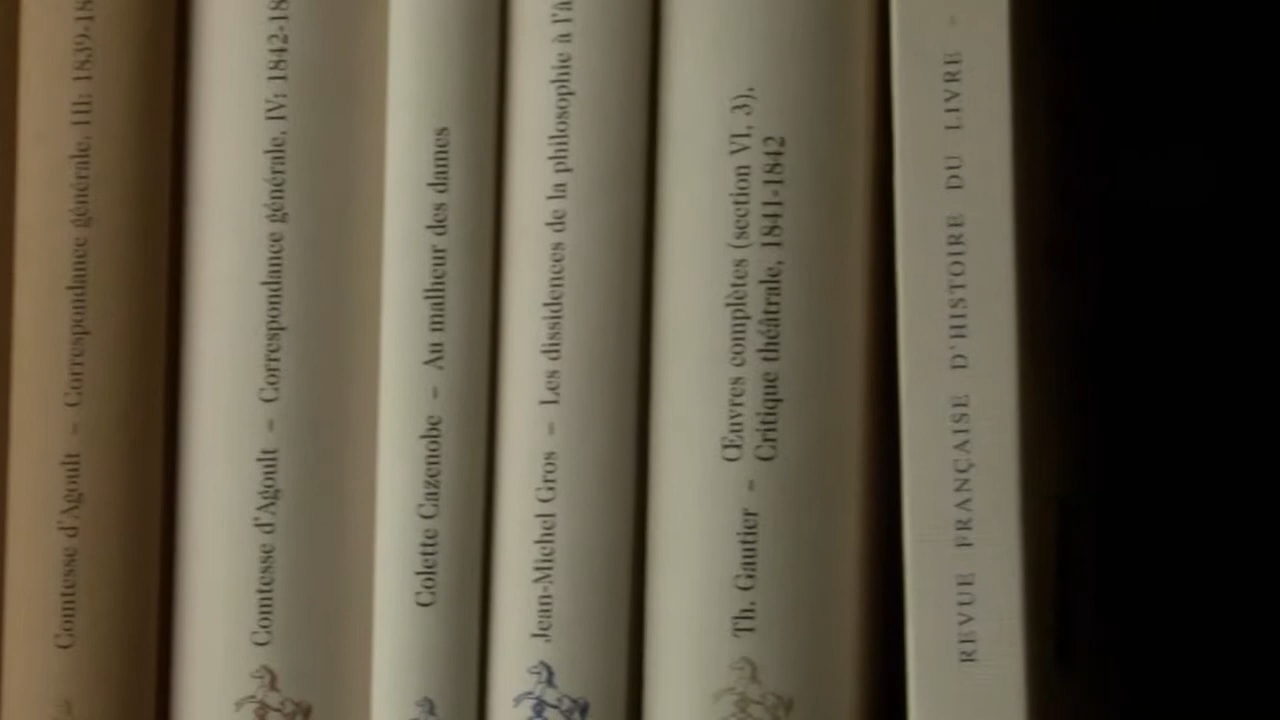 Comtesse d'Agoult – Correspondance générale, III: 1839-18
Comtesse d'Agoult – Correspondance générale, IV: 1842-18
Colette Cazenobe – Au malheur des dames
Jean-Michel Gros – Les dissidences de la philosophie à l'â
Th. Gautier – Œuvres complètes (section VI, 3),
Critique théâtrale, 1841-1842
REVUE FRANÇAISE D'HISTOIRE DU LIVRE –